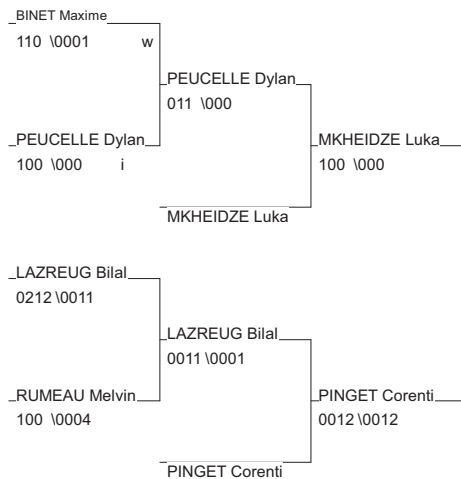 BINET Maxime
110 \0001 w
PEUCELLE Dylan
011 \000
PEUCELLE Dylan
100 \000 i
MKHEIDZE Luka
100 \000
MKHEIDZE Luka
LAZREUG Bilal
0212 \0011
LAZREUG Bilal
0011 \0001
RUMEAU Melvin
100 \0004
PINGET Corenti
0012 \0012
PINGET Corenti